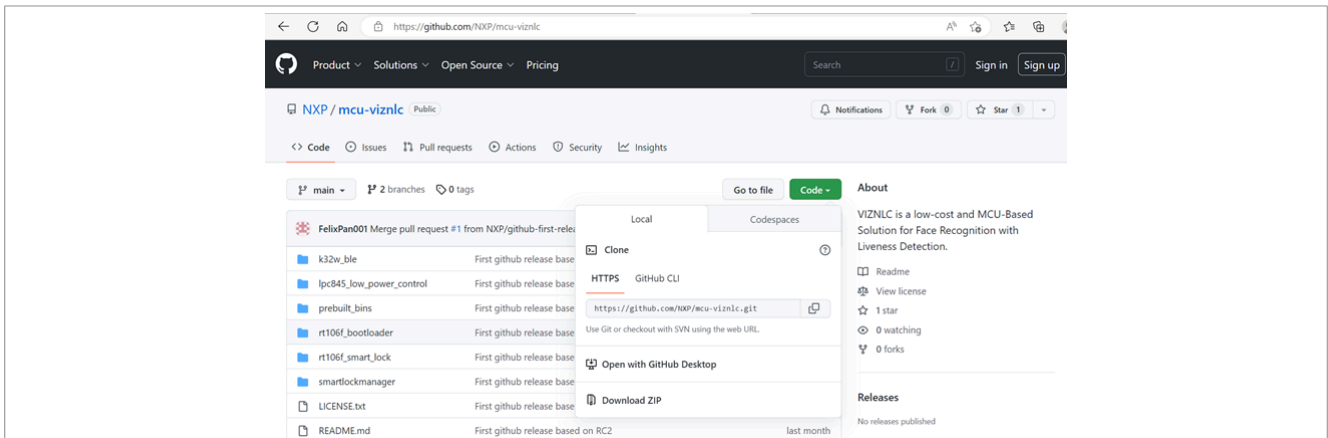 https://github.com/NXP/mcu-viznlc
Product Solutions Open Source Pricing Search / Sign in Sign up
NXP / mcu-viznlc Public Notifications Fork 0 Star 1
Code Issues Pull requests Actions Security Insights
main 2 branches 0 tags Go to file Code
FelixPan001 Merge pull request #1 from NXP/github-first-relea
k32w_ble First github release base
lpc845_low_power_control First github release base
prebuilt_bins First github release base
rt106f_bootloader First github release base
rt106f_smart_lock First github release base
smartlockmanager First github release base
LICENSE.txt First github release base
README.md First github release based on RC2 last month
Local Codespaces
Clone
HTTPS GitHub CLI
https://github.com/NXP/mcu-viznlc.git
Use Git or checkout with SVN using the web URL.
Open with GitHub Desktop
Download ZIP
About
VIZNLC is a low-cost and MCU-Based
Solution for Face Recognition with
Liveness Detection.
Readme
View license
1 star
0 watching
0 forks
Releases
No releases published